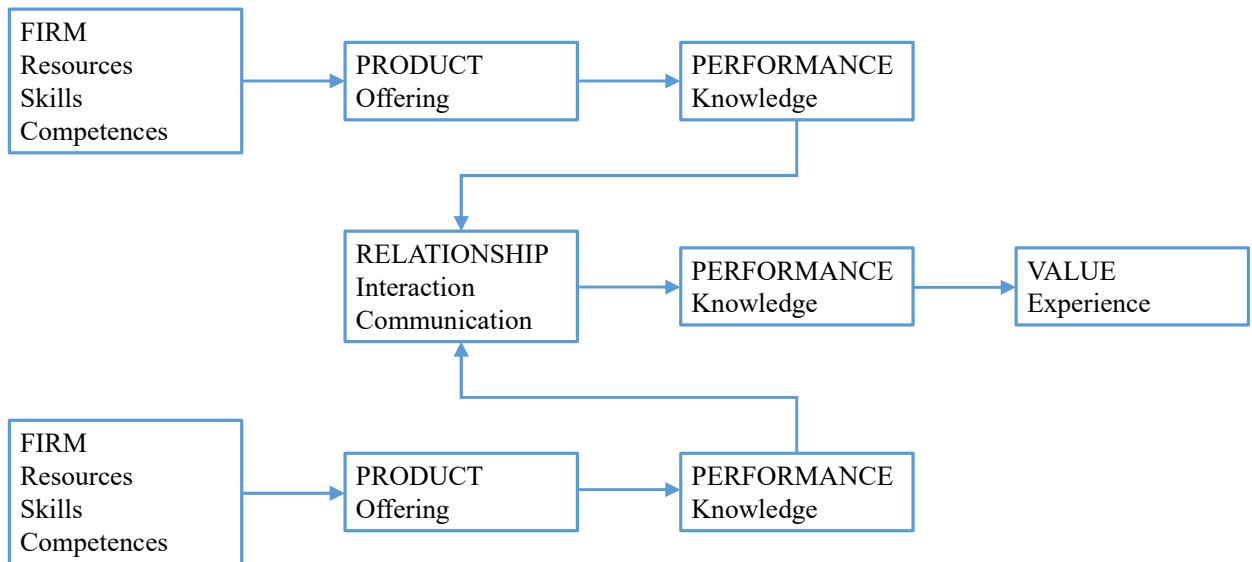 FIRM
Resources
Skills
Competences
PRODUCT
Offering
PERFORMANCE
Knowledge
RELATIONSHIP
Interaction
Communication
PERFORMANCE
Knowledge
VALUE
Experience
FIRM
Resources
Skills
Competences
PRODUCT
Offering
PERFORMANCE
Knowledge